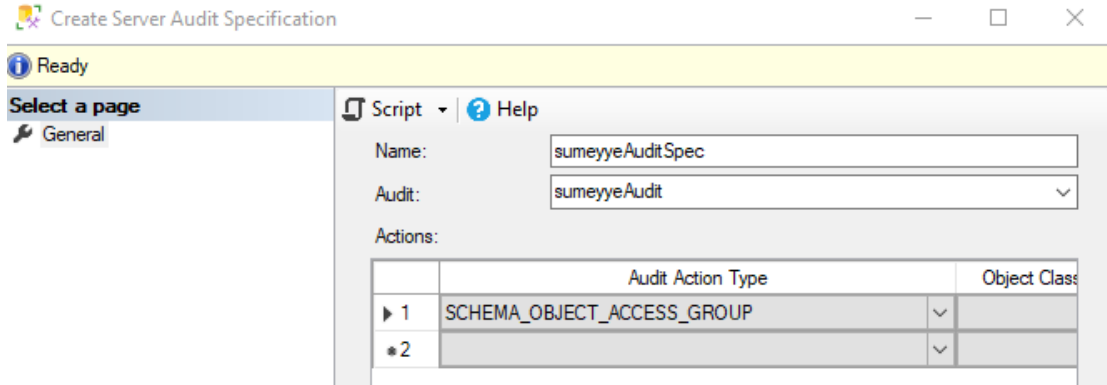 Create Server Audit Specification
Ready
Select a page
General
Script
Help
Name: sumeyyeAuditSpec
Audit: sumeyyeAudit
Actions:
Audit Action Type Object Class
1 SCHEMA_OBJECT_ACCESS_GROUP
*2